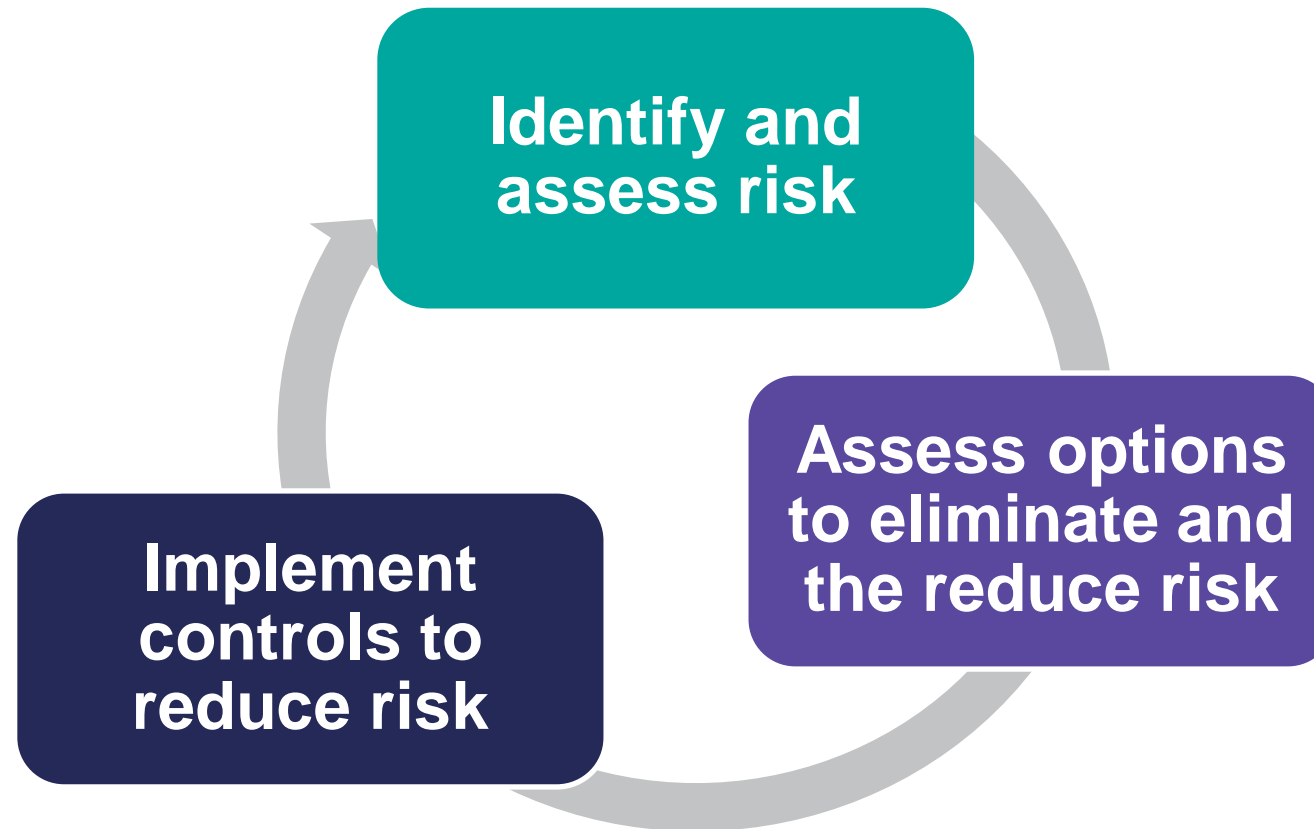 Identify and
assess risk
Assess options
to eliminate and
the reduce risk
Implement
controls to
reduce risk